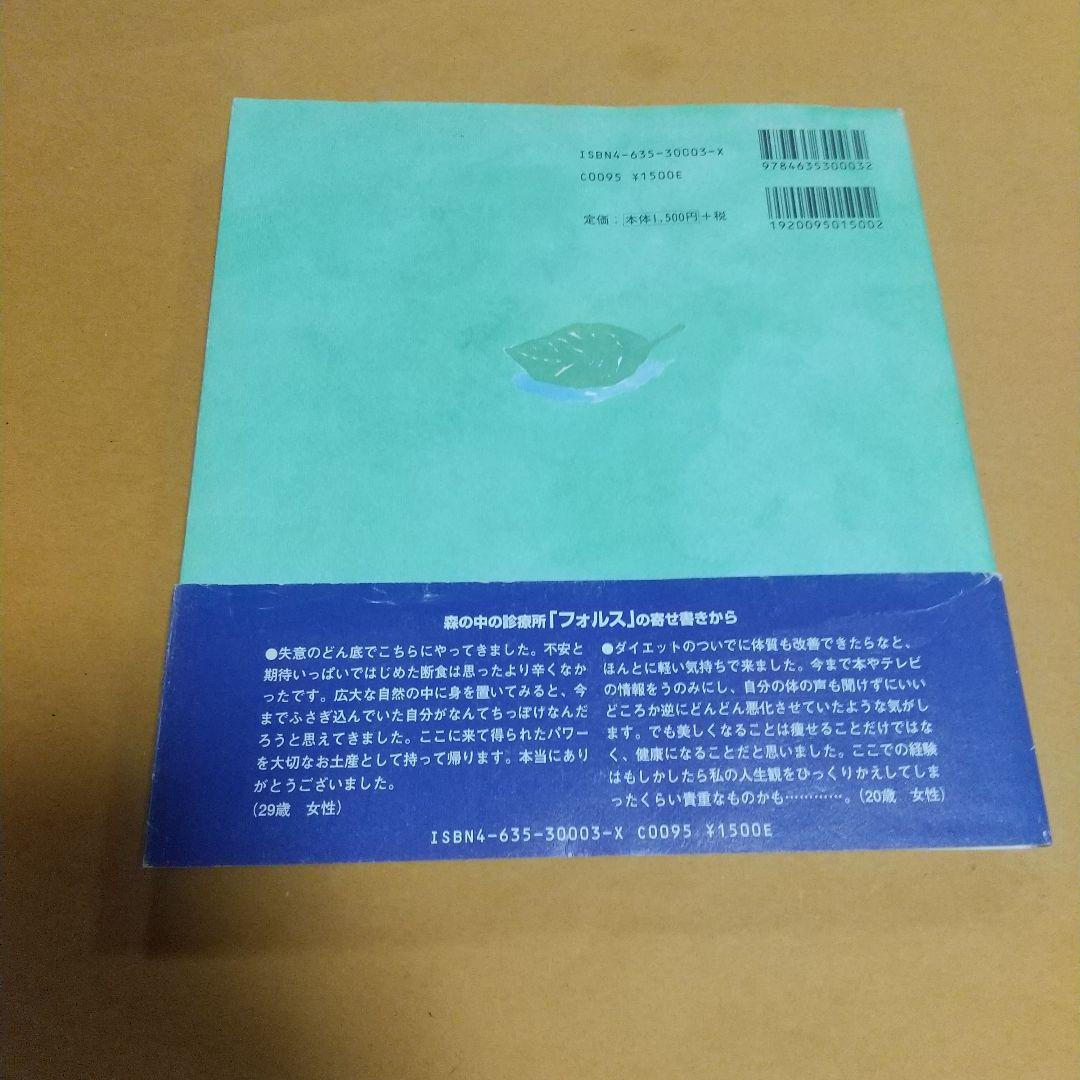 ISBN4-635-30003-X
C0095 ¥1500E
定価:本体1,500円+税
9784635300032
1920095015002
森の中の診療所「フォルス」の寄せ書きから
●失意のどん底でこちらにやってきました。不安と
期待いっぱいではじめた断食は思ったより辛くなか
ったです。広大な自然の中に身を置いてみると、今
までふさぎ込んでいた自分がなんてちっぽけなんだ
ろうと思えてきました。ここに来て得られたパワー
を大切なお土産として持って帰ります。本当にあり
がとうございました。
(29歳 女性)
●ダイエットのついでに体質も改善できたらなと、
ほんとに軽い気持ちで来ました。今まで本やテレビ
の情報をうのみにし、自分の体の声も聞けずにいい
どころか逆にどんどん悪化させていたような気がし
ます。でも美しくなることは痩せることだけではな
く、健康になることだと思いました。ここでの経験
はもしかしたら私の人生観をひっくりかえしてしま
ったくらい貴重なものかも…………。(20歳 女性)
ISBN4-635-30003-X C0095 ¥1500E